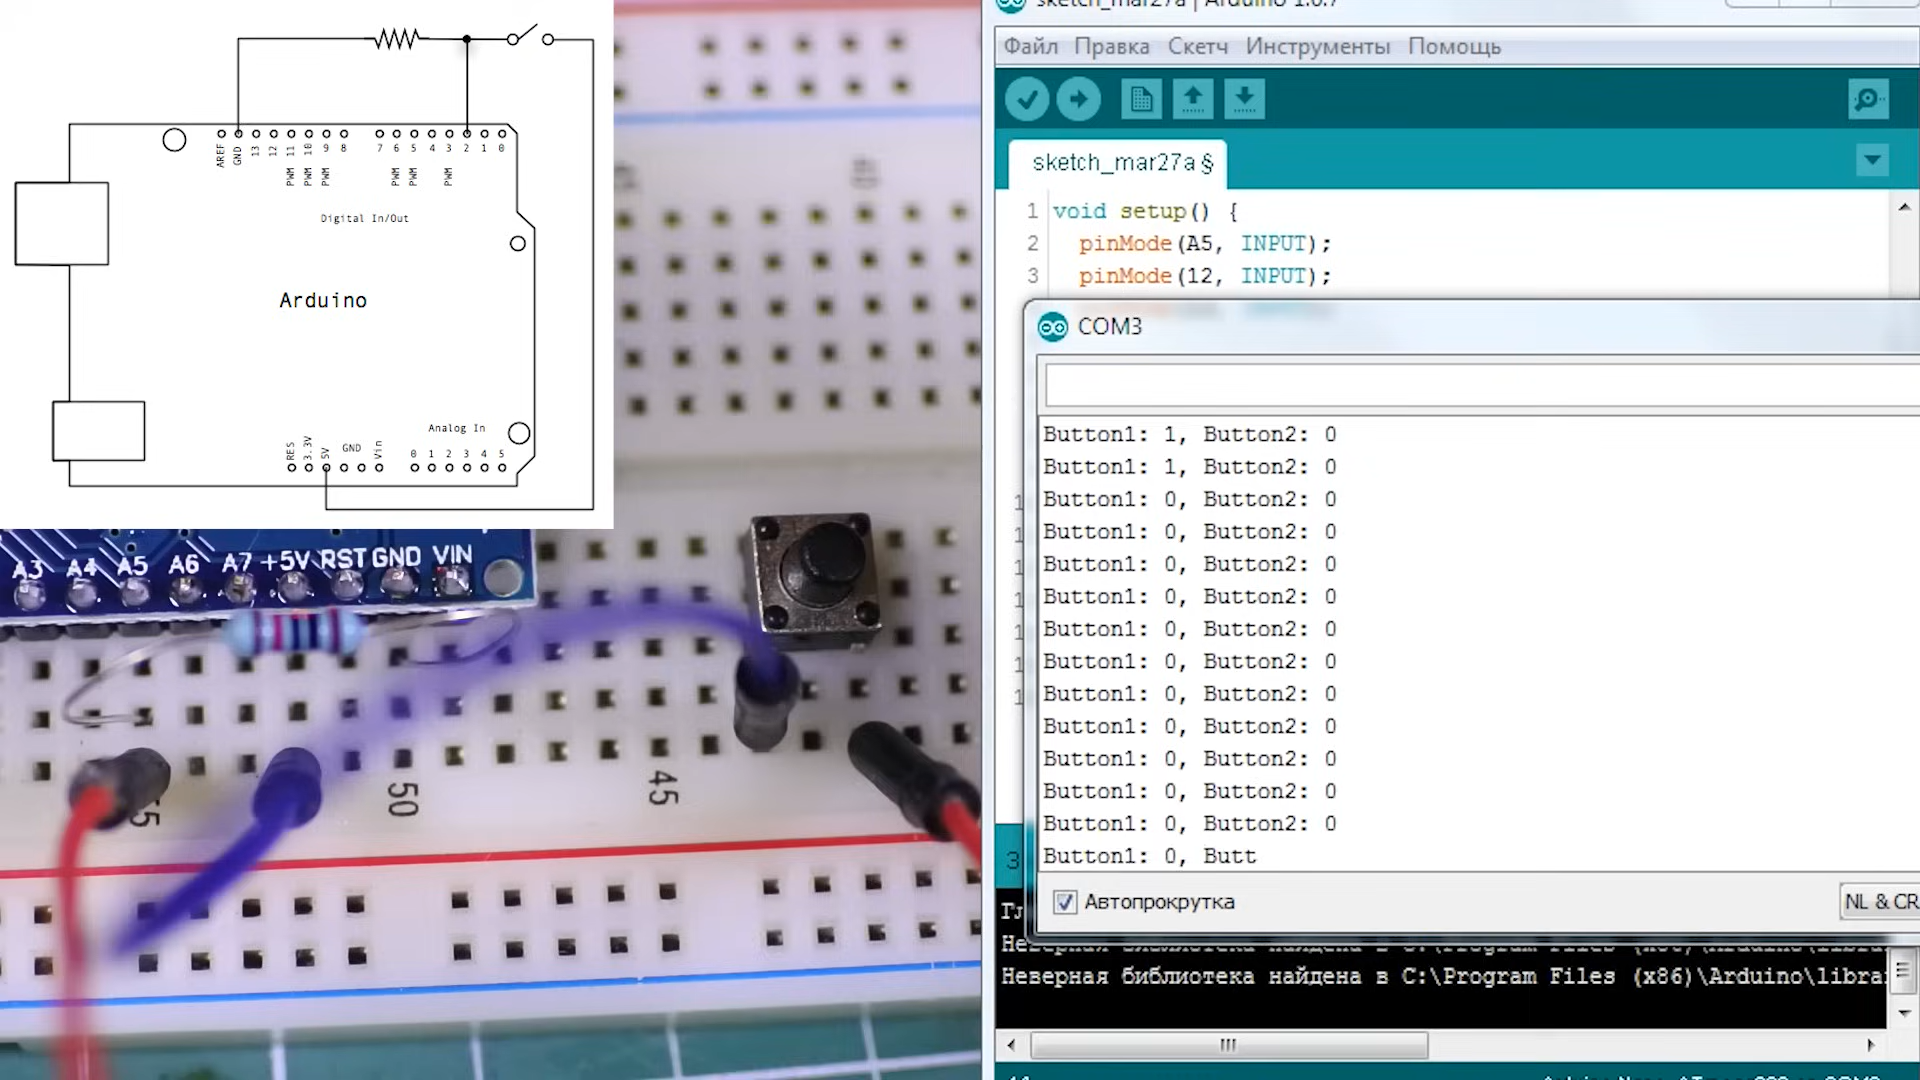 AREF GND 13 12 11 10 9 8 7 6 5 4 3 2 1 0
PWM PWM PWM PWM PWM PWM
Digital In/Out
Arduino
Analog In
RES 3.3V 5V GND Vin 0 1 2 3 4 5
A3 A4 A5 A6 A7 +5V RST GND VIN
50
45
Файл Правка Скетч Инструменты Помощь
sketch_mar27a §
1 void setup() {
2 pinMode(A5, INPUT);
3 pinMode(12, INPUT);
COM3
Button1: 1, Button2: 0
Button1: 1, Button2: 0
Button1: 0, Button2: 0
Button1: 0, Button2: 0
Button1: 0, Button2: 0
Button1: 0, Button2: 0
Button1: 0, Button2: 0
Button1: 0, Button2: 0
Button1: 0, Button2: 0
Button1: 0, Button2: 0
Button1: 0, Button2: 0
Button1: 0, Button2: 0
Button1: 0, Button2: 0
Button1: 0, Butt
Автопрокрутка
NL & CR
Неверная библиотека найдена в C:\Program Files (x86)\Arduino\libra